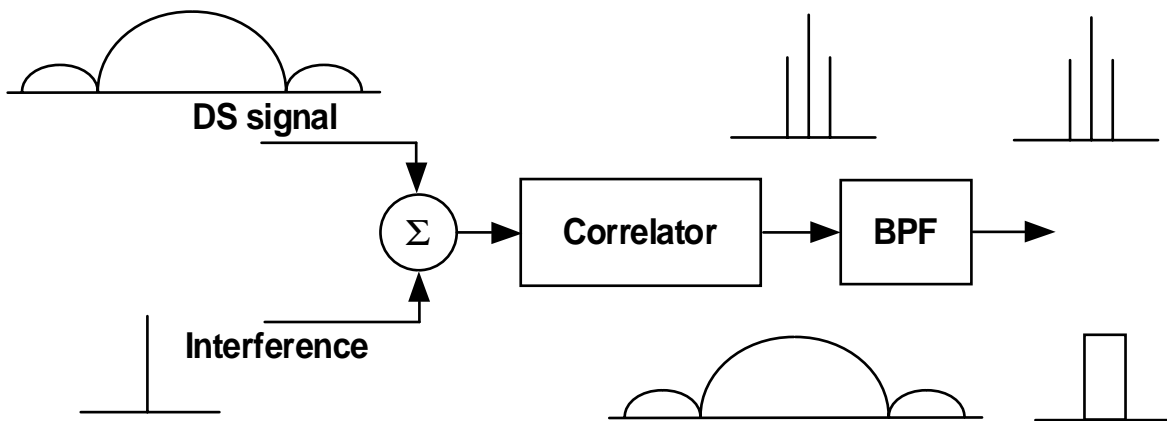 DS signal
Σ
Correlator
BPF
Interference